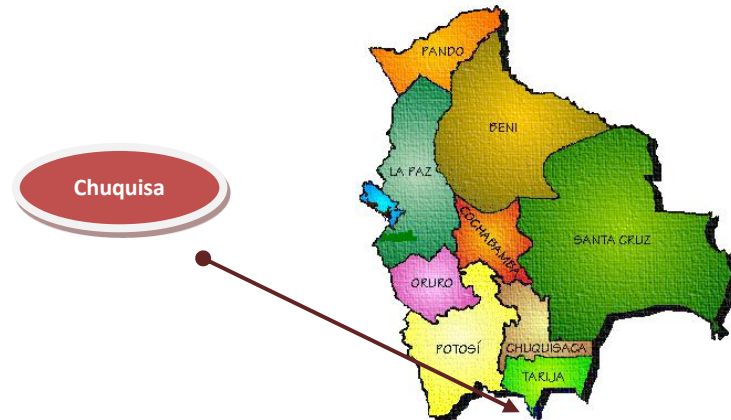 Chuquisa
PANDO
BENI
LA PAZ
COCHABAMBA
SANTA CRUZ
ORURO
POTOSÍ
CHUQUISACA
TARIJA